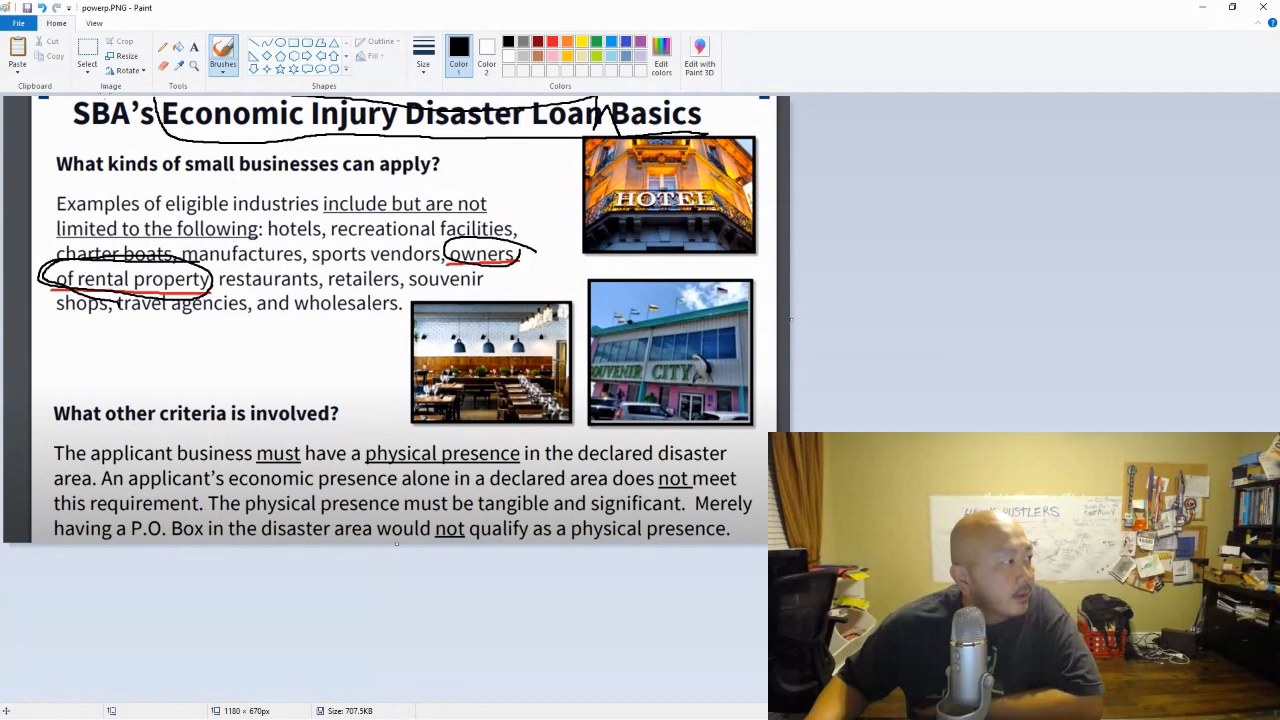 powerp.PNG - Paint
File
Home
View
Paste
Cut
Copy
Clipboard
Select
Crop
Resize
Rotate
Image
Tools
Brushes
Shapes
Outline
Fill
Size
Color
1
Color
2
Colors
Edit
colors
Edit with
Paint 3D
SBA's Economic Injury Disaster Loan Basics
What kinds of small businesses can apply?
Examples of eligible industries include but are not
limited to the following: hotels, recreational facilities,
charter boats, manufactures, sports vendors, owners
of rental property, restaurants, retailers, souvenir
shops, travel agencies, and wholesalers.
HOTEL
SOUVENIR CITY
What other criteria is involved?
The applicant business must have a physical presence in the declared disaster
area. An applicant's economic presence alone in a declared area does not meet
this requirement. The physical presence must be tangible and significant. Merely
having a P.O. Box in the disaster area would not qualify as a physical presence.
HUSTLERS
1180 × 670px
Size: 707.5KB